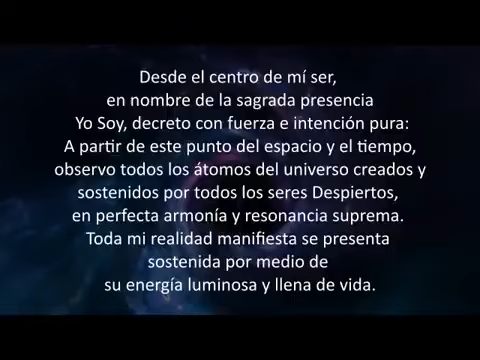 Desde el centro de mí ser,
en nombre de la sagrada presencia
Yo Soy, decreto con fuerza e intención pura:
A partir de este punto del espacio y el tiempo,
observo todos los átomos del universo creados y
sostenidos por todos los seres Despiertos,
en perfecta armonía y resonancia suprema.
Toda mi realidad manifiesta se presenta
sostenida por medio de
su energía luminosa y llena de vida.